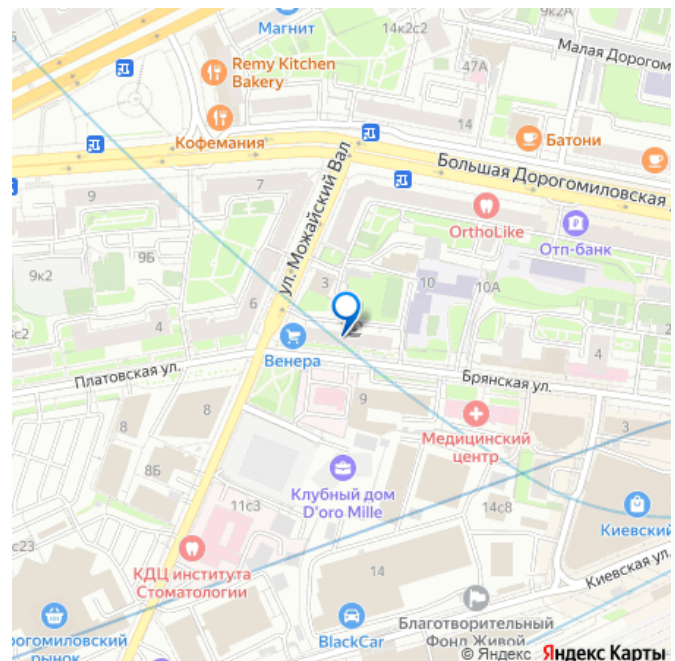 Магнит
14к2с2
9к2А
Малая Дорогом
Remy Kitchen
Bakery
47А
Кофемания
14
Батони
Большая Дорогомиловская
ул. Можайский Вал
9
7
OrthoLike
Отп-банк
9Б
9к2
3
10
10А
6
4
Венера
4
Платовская ул.
Брянская ул.
8
8
9
3
Медицинский
центр
8Б
Клубный дом
D'oro Mille
11с3
14с8
Киевский
с23
КДЦ института
Стоматологии
14
Киевская ул.
рогомиловский
рынок
BlackCar
Благотворительный
Фонд Живой
© Яндекс Яндекс Карты